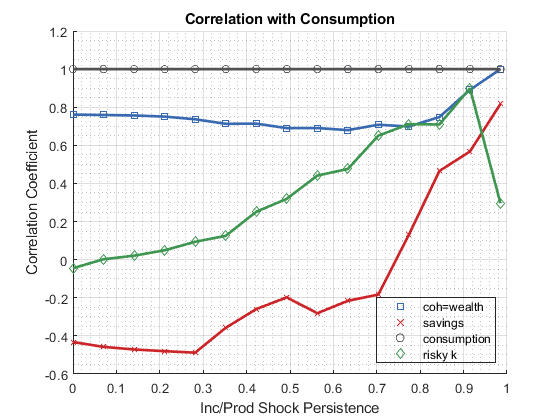 Correlation with Consumption
1.2
1
0.8
0.6
0.4
0.2
0
-0.2
-0.4
-0.6
Correlation Coefficient
coh=wealth
savings
consumption
risky k
0 0.1 0.2 0.3 0.4 0.5 0.6 0.7 0.8 0.9 1
Inc/Prod Shock Persistence